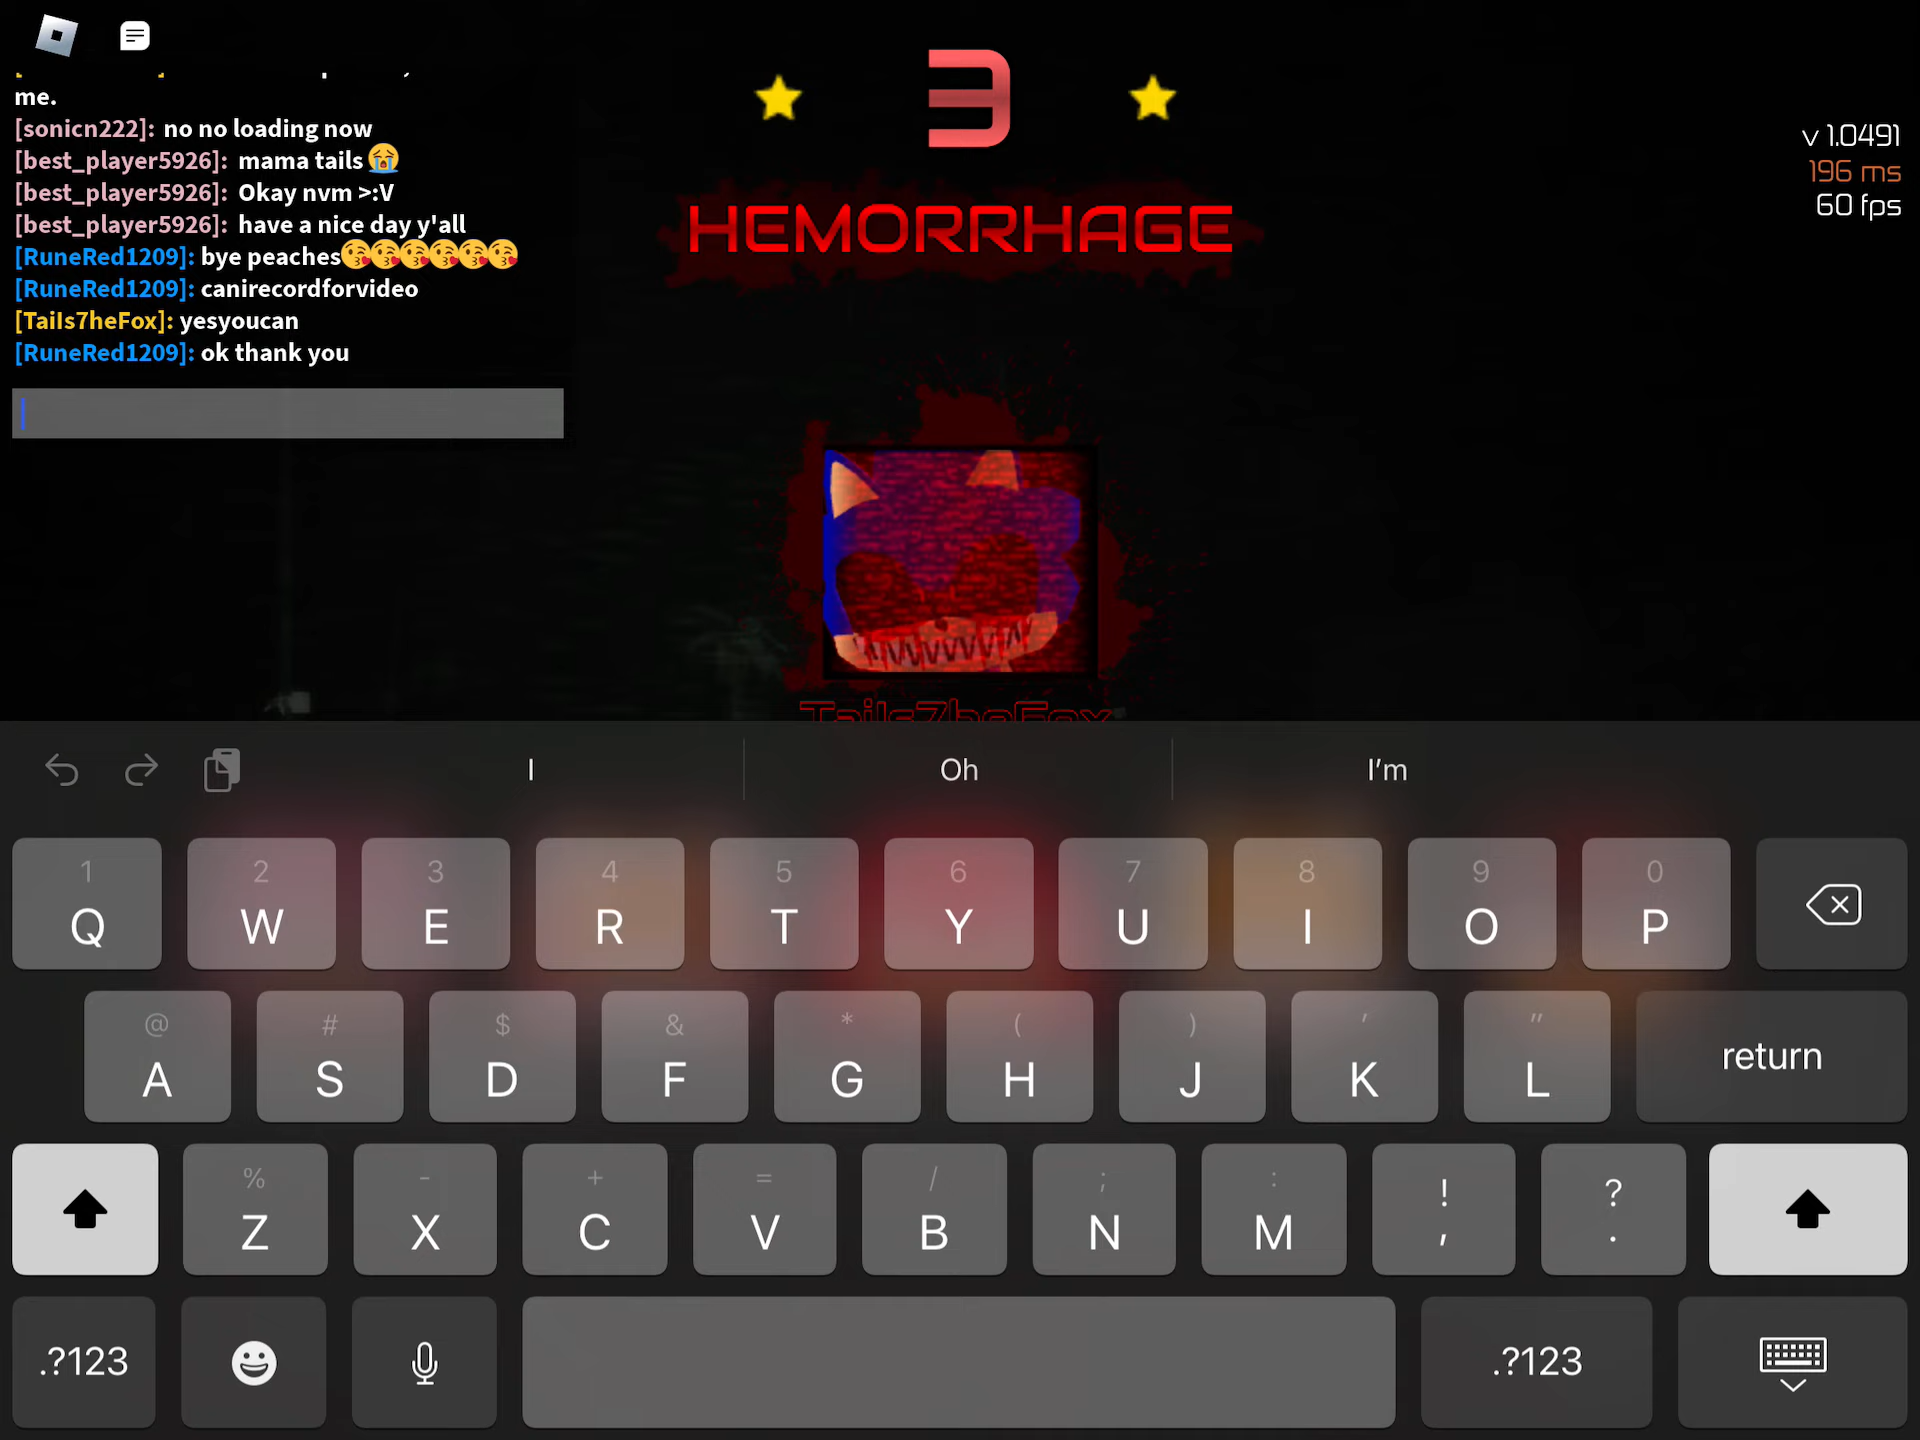 me.
[sonicn222]: no no loading now
[best_player5926]: mama tails😭
[best_player5926]: Okay nvm >:V
[best_player5926]: have a nice day y'all
[RuneRed1209]: bye peaches😘😘😘😘😘😘
[RuneRed1209]: canirecordforvideo
[TaiIs7heFox]: yesyoucan
[RuneRed1209]: ok thank you
3
HEMORRHAGE
v 1.0491
196 ms
60 fps
TaiIs7heFox
I Oh I'm
1 2 3 4 5 6 7 8 9 0
Q W E R T Y U I O P
@ # $ & * ( ) ' "
A S D F G H J K L return
% - + = / ; : ! ?
Z X C V B N M , .
.?123 .?123